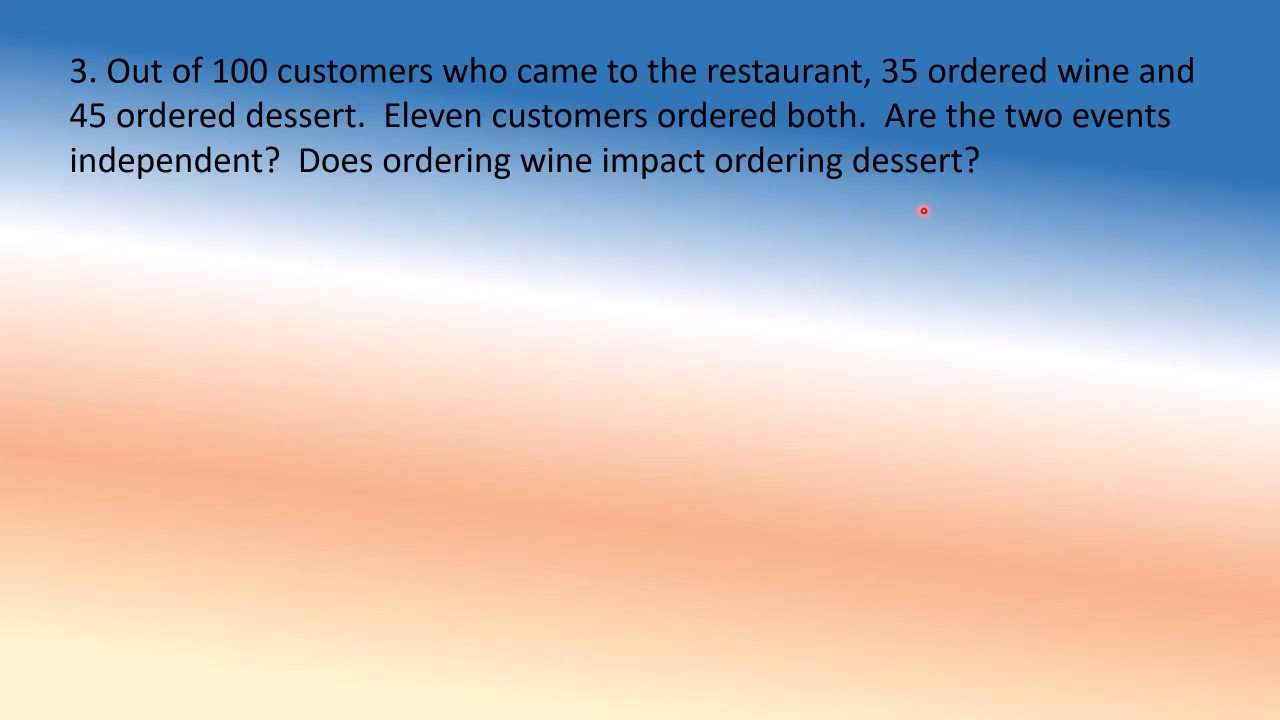 3. Out of 100 customers who came to the restaurant, 35 ordered wine and
45 ordered dessert.  Eleven customers ordered both.  Are the two events
independent?  Does ordering wine impact ordering dessert?